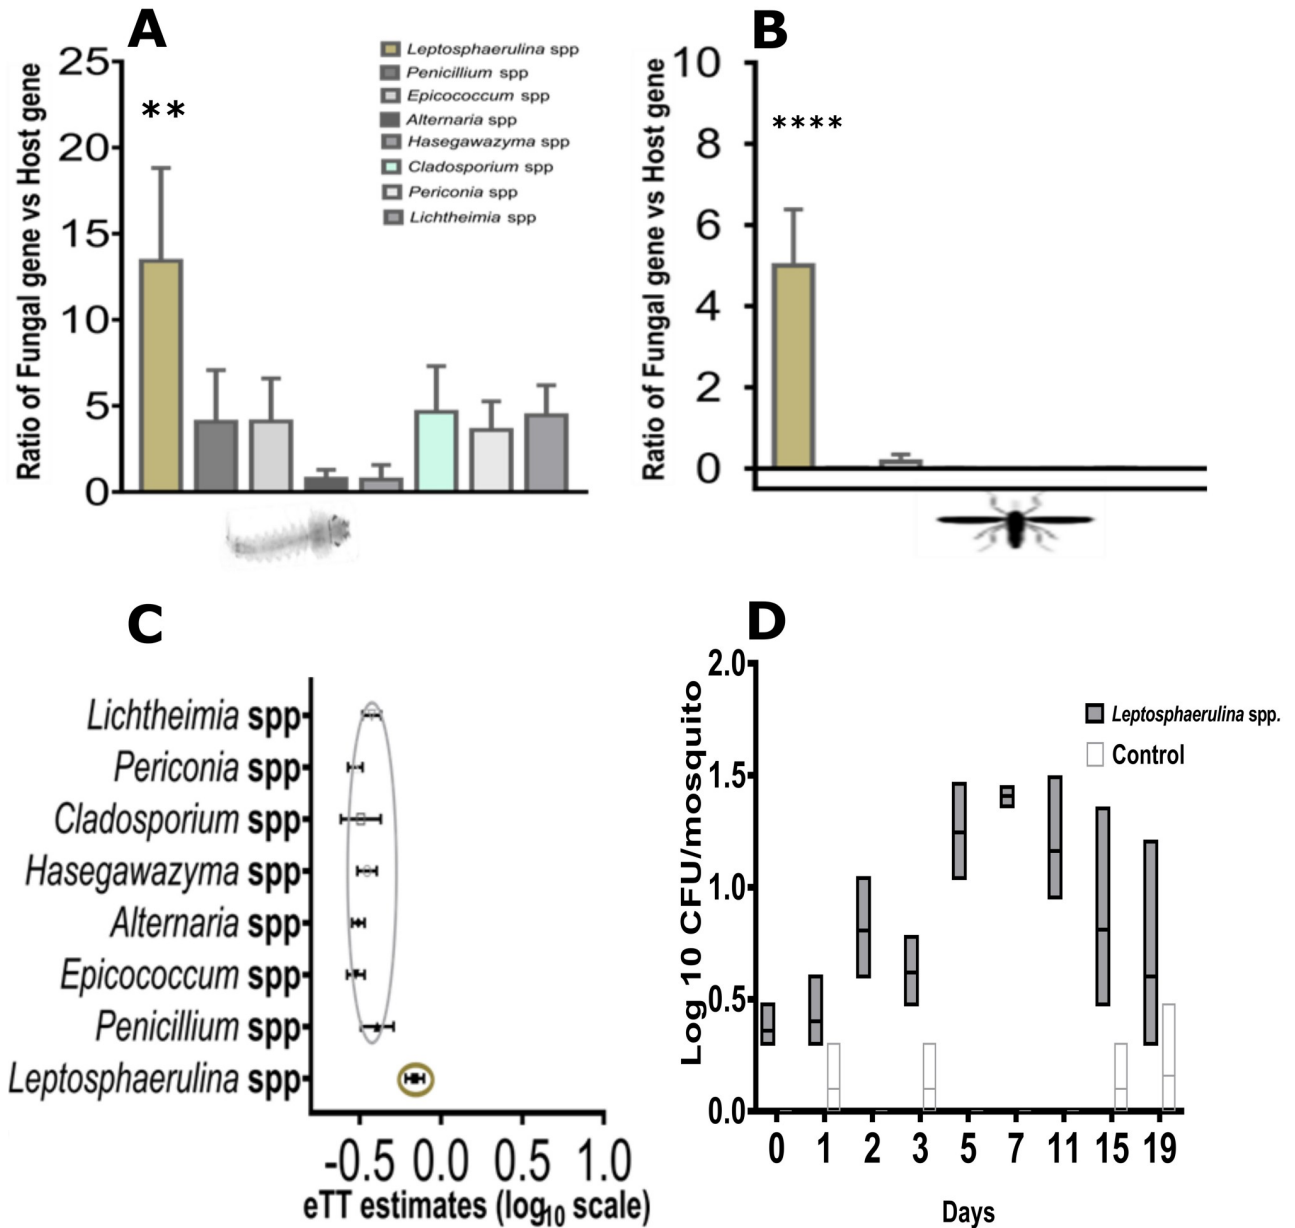 A
Ratio of Fungal gene vs Host gene
25
20
15
10
5
0
**
Leptosphaerulina spp
Penicillium spp
Epicococcum spp
Alternaria spp
Hasegawazyma spp
Cladosporium spp
Periconia spp
Lichtheimia spp
B
Ratio of Fungal gene vs Host gene
10
8
6
4
2
0
****
C
Lichtheimia spp
Periconia spp
Cladosporium spp
Hasegawazyma spp
Alternaria spp
Epicococcum spp
Penicillium spp
Leptosphaerulina spp
-0.5 0.0 0.5 1.0
eTT estimates (log10 scale)
D
Log 10 CFU/mosquito
2.0
1.5
1.0
0.5
0.0
Leptosphaerulina spp.
Control
0 1 2 3 5 7 11 15 19
Days